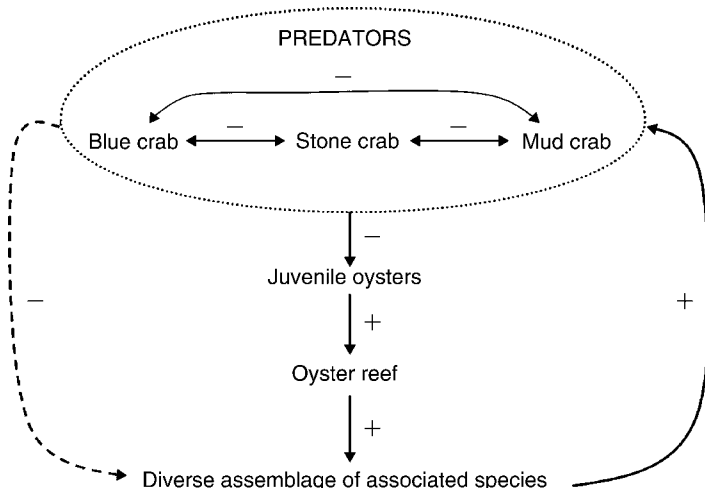 PREDATORS
−
Blue crab − Stone crab − Mud crab
−
Juvenile oysters
− +
+
Oyster reef
+
Diverse assemblage of associated species